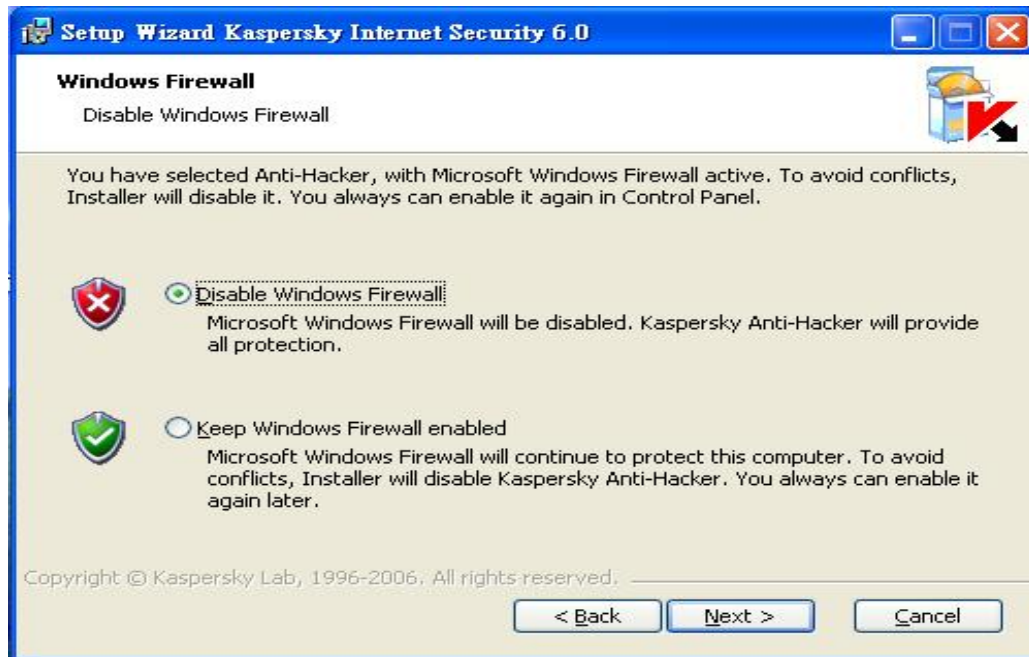 Setup Wizard Kaspersky Internet Security 6.0
Windows Firewall
Disable Windows Firewall
You have selected Anti-Hacker, with Microsoft Windows Firewall active. To avoid conflicts,
Installer will disable it. You always can enable it again in Control Panel.
Disable Windows Firewall
Microsoft Windows Firewall will be disabled. Kaspersky Anti-Hacker will provide
all protection.
Keep Windows Firewall enabled
Microsoft Windows Firewall will continue to protect this computer. To avoid
conflicts, Installer will disable Kaspersky Anti-Hacker. You always can enable it
again later.
Copyright © Kaspersky Lab, 1996-2006. All rights reserved.
< Back Next > Cancel